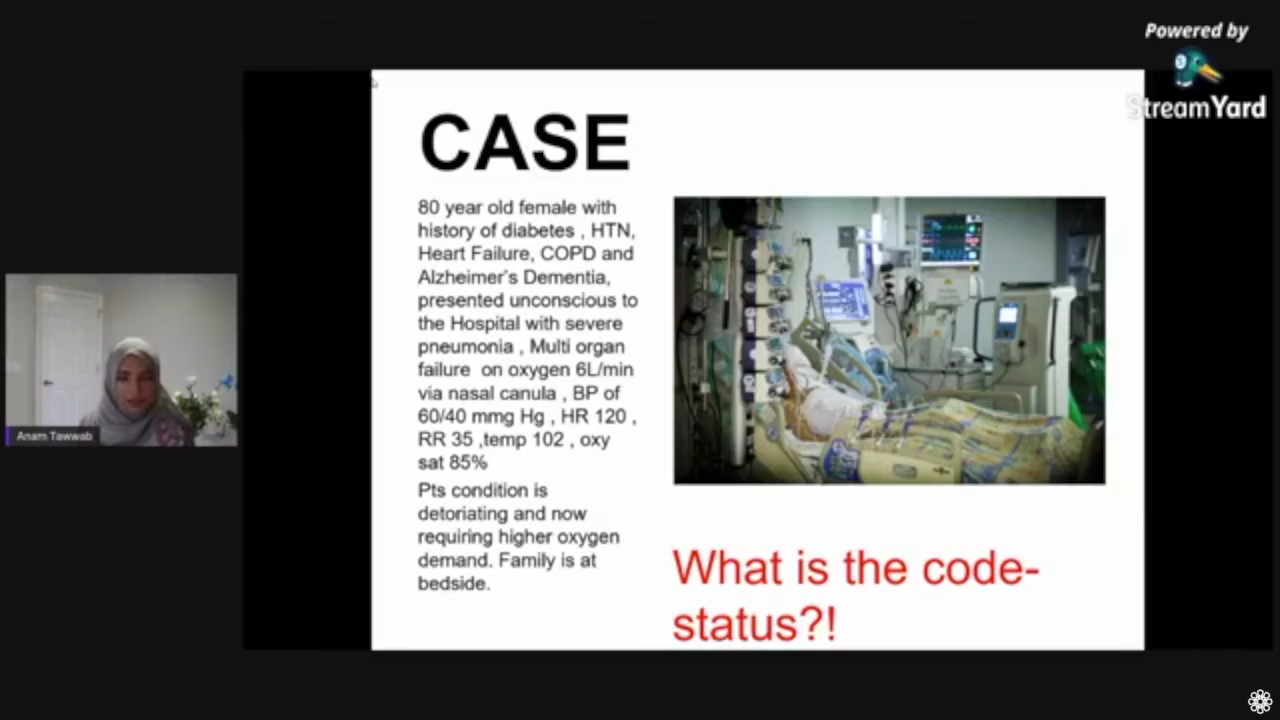 Powered by
StreamYard
CASE
80 year old female with
history of diabetes , HTN,
Heart Failure, COPD and
Alzheimer's Dementia,
presented unconscious to
the Hospital with severe
pneumonia , Multi organ
failure  on oxygen 6L/min
via nasal canula , BP of
60/40 mmg Hg , HR 120 ,
RR 35 ,temp 102 , oxy
sat 85%
Pts condition is
detoriating and now
requiring higher oxygen
demand. Family is at
bedside.
What is the code-
status?!
Anam Tawwab